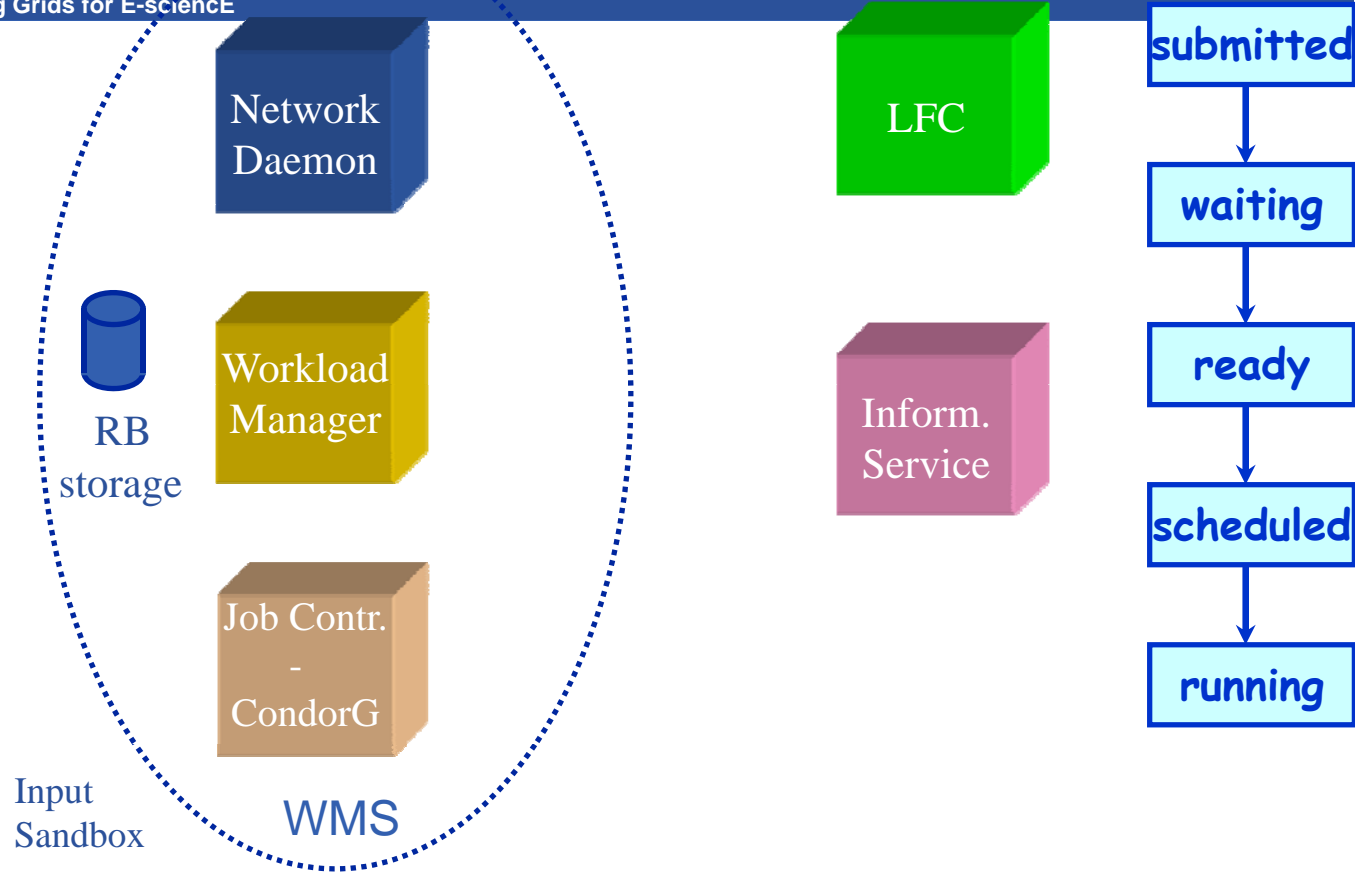 g Grids for E-sciencE
Network
Daemon
LFC
submitted
waiting
RB
storage
Workload
Manager
Inform.
Service
ready
scheduled
Job Contr.
-
CondorG
running
Input
Sandbox
WMS